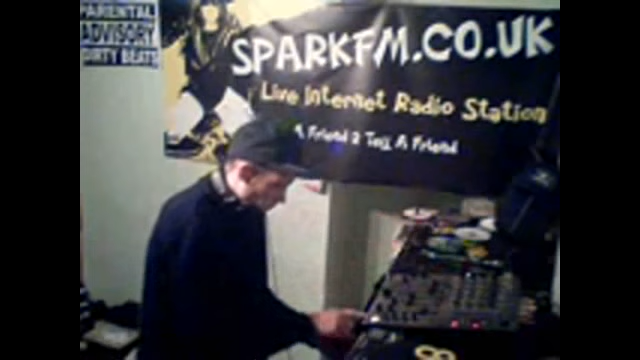 PARENTAL
ADVISORY
DIRTY BEATS
SPARKFM.CO.UK
Live Internet Radio Station
A Friend 2 Tell A Friend